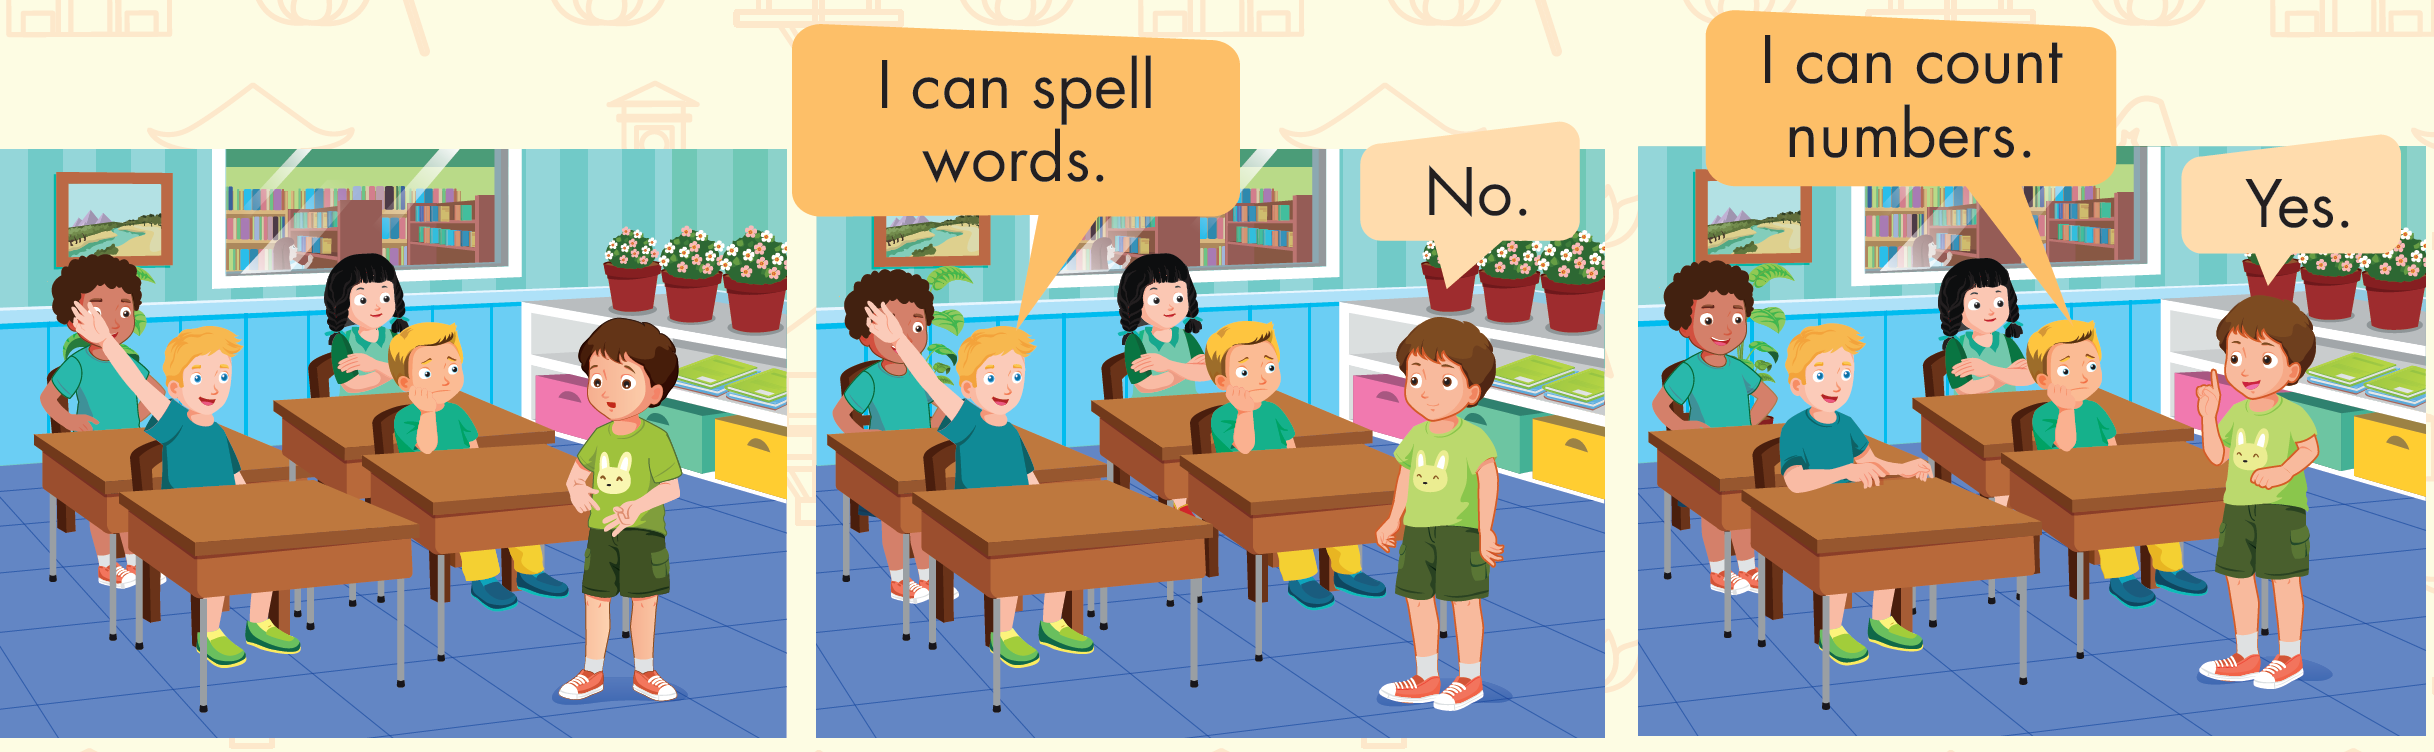 I can spell
words.
No.
I can count
numbers.
Yes.